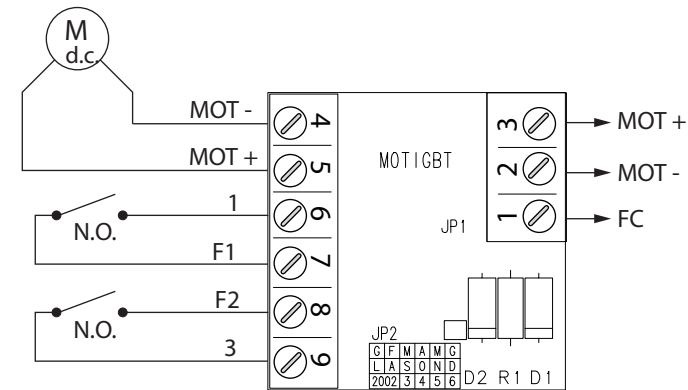 M
d.c.
MOT -
MOT +
1
F1
F2
3
N.O.
N.O.
4
5
6
7
8
9
MOTIGBT
3
2
1
MOT +
MOT -
FC
JP1
JP2
G F M A M G
L A S O N D
2002 3 4 5 6
D2 R1 D1